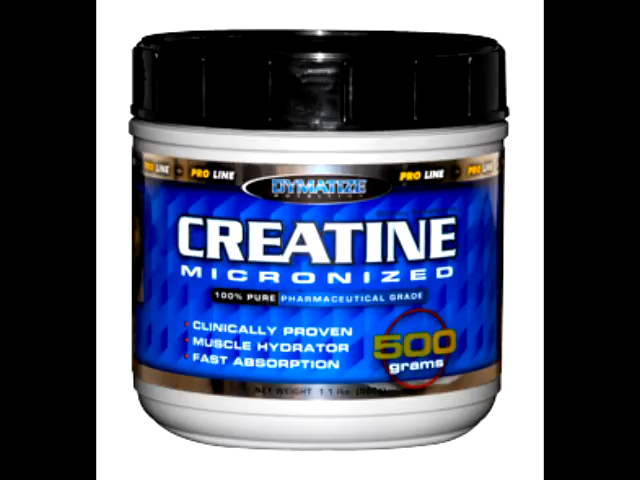 PRO LINE PRO LINE DYMATIZE PRO LINE PRO LINE
NUTRITION
CREATINE
MICRONIZED
100% PURE PHARMACEUTICAL GRADE
• CLINICALLY PROVEN
• MUSCLE HYDRATOR
• FAST ABSORPTION
500
grams
NET WEIGHT 1.1 lbs